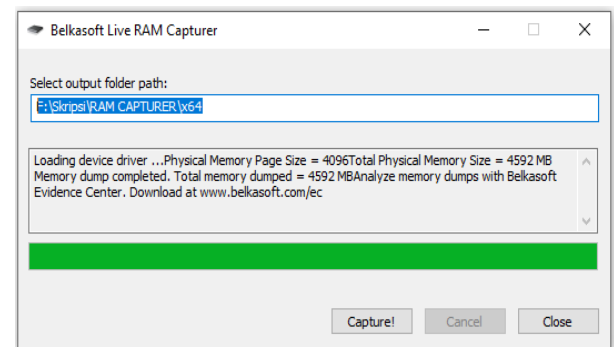 Belkasoft Live RAM Capturer
Select output folder path:
F:\Skripsi\RAM CAPTURER\x64
Loading device driver ...Physical Memory Page Size = 4096Total Physical Memory Size = 4592 MB
Memory dump completed. Total memory dumped = 4592 MBAnalyze memory dumps with Belkasoft
Evidence Center. Download at www.belkasoft.com/ec
Capture! Cancel Close